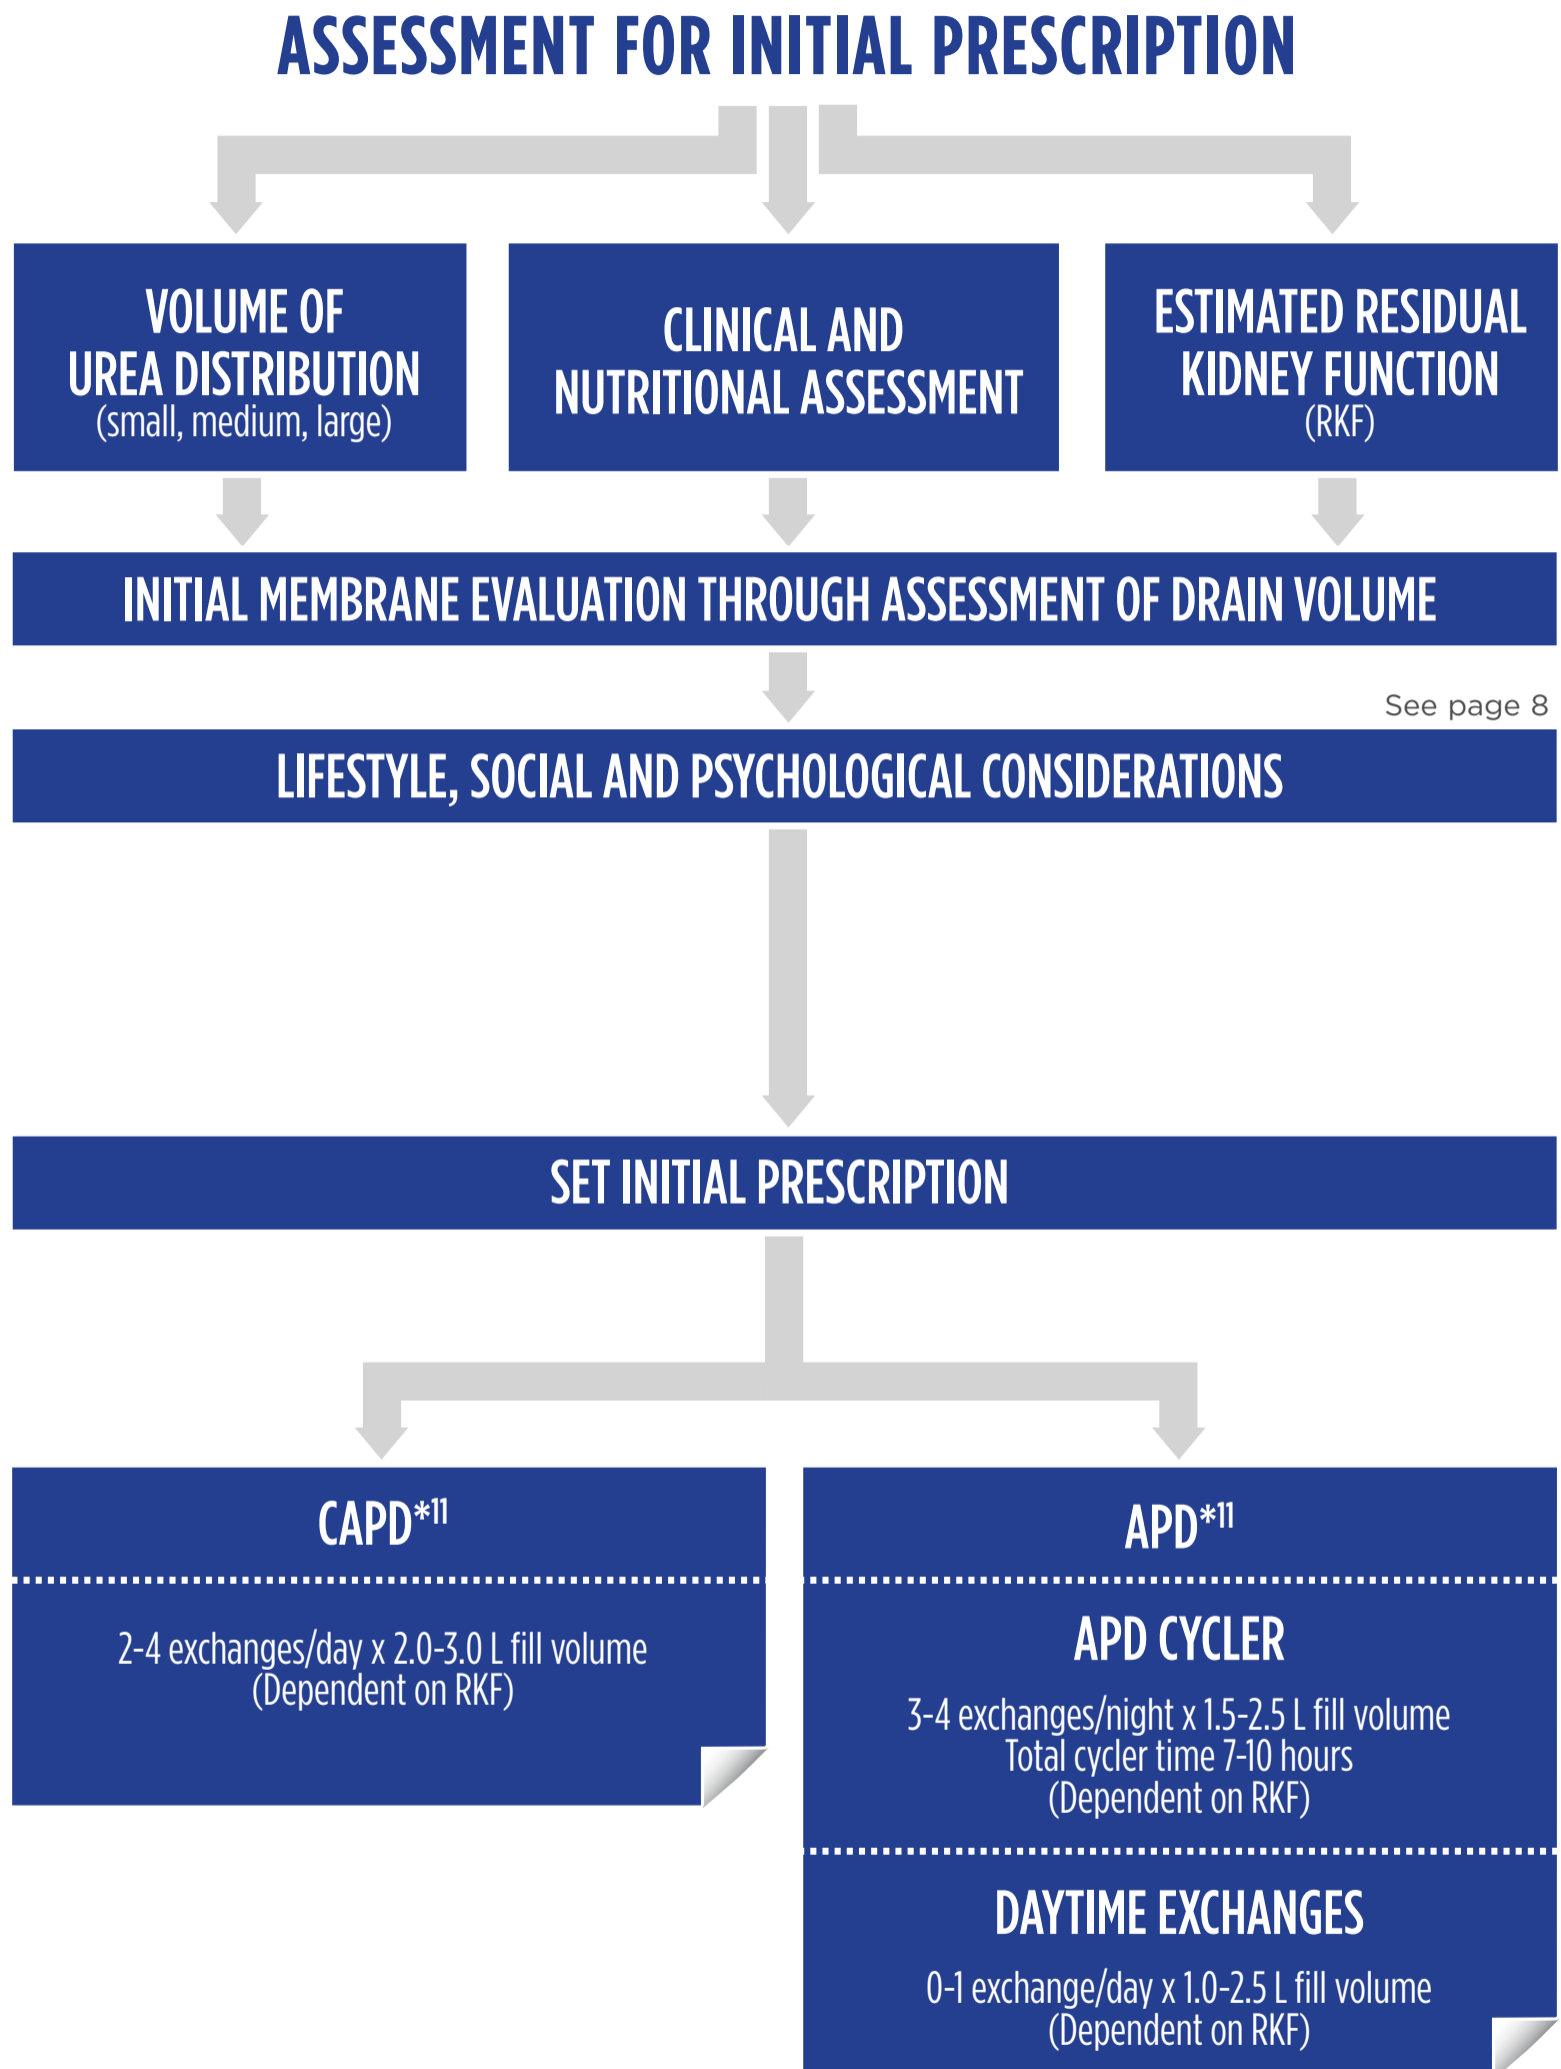 ASSESSMENT FOR INITIAL PRESCRIPTION
VOLUME OF
UREA DISTRIBUTION
(small, medium, large)
CLINICAL AND
NUTRITIONAL ASSESSMENT
ESTIMATED RESIDUAL
KIDNEY FUNCTION
(RKF)
INITIAL MEMBRANE EVALUATION THROUGH ASSESSMENT OF DRAIN VOLUME
See page 8
LIFESTYLE, SOCIAL AND PSYCHOLOGICAL CONSIDERATIONS
SET INITIAL PRESCRIPTION
CAPD*11
2-4 exchanges/day x 2.0-3.0 L fill volume
(Dependent on RKF)
APD*11
APD CYCLER
3-4 exchanges/night x 1.5-2.5 L fill volume
Total cycler time 7-10 hours
(Dependent on RKF)
DAYTIME EXCHANGES
0-1 exchange/day x 1.0-2.5 L fill volume
(Dependent on RKF)